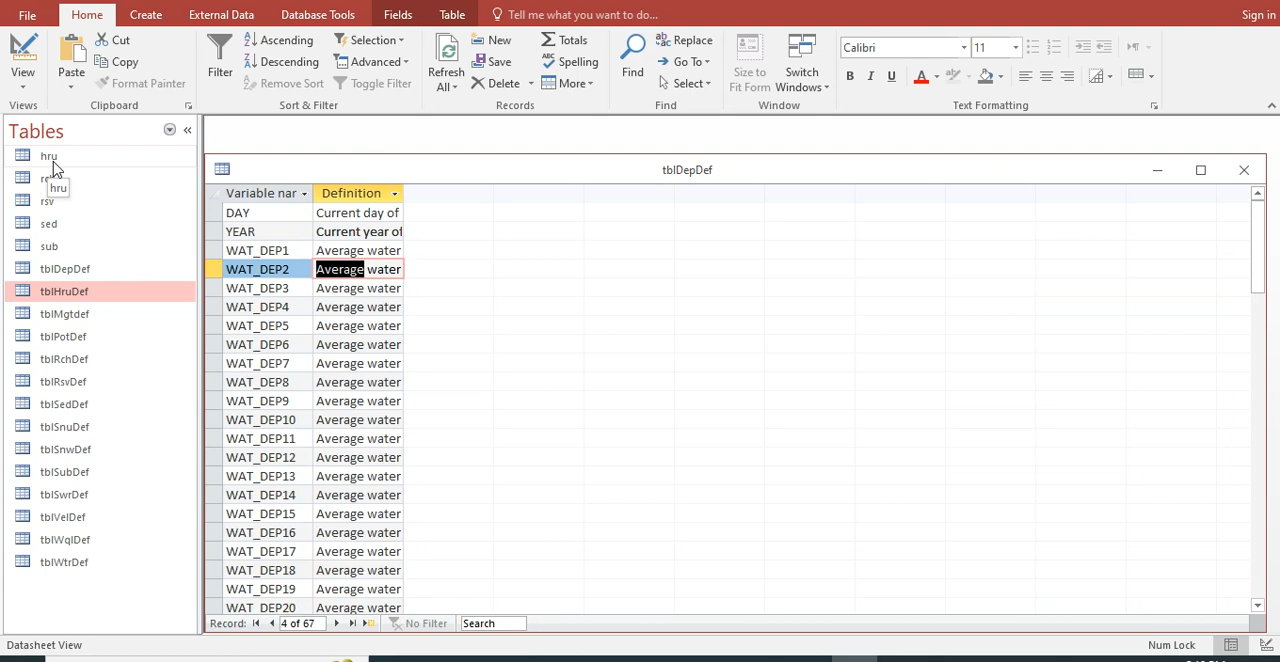 File Home Create External Data Database Tools Fields Table Tell me what you want to do... Sign in
View
Views
Paste
Cut
Copy
Format Painter
Clipboard
Filter
Ascending
Descending
Remove Sort
Selection
Advanced
Toggle Filter
Sort & Filter
Refresh
All
New
Save
Delete
Totals
Spelling
More
Records
Find
Replace
Go To
Select
Find
Size to
Fit Form
Switch
Windows
Window
Calibri 11
B I U
Text Formatting
Tables
hru
hru
rsv
sed
sub
tblDepDef
tblHruDef
tblMgtdef
tblPotDef
tblRchDef
tblRsvDef
tblSedDef
tblSnuDef
tblSnwDef
tblSubDef
tblSwrDef
tblVelDef
tblWqlDef
tblWtrDef
tblDepDef
Variable nar Definition
DAY Current day of
YEAR Current year of
WAT_DEP1 Average water
WAT_DEP2 Average water
WAT_DEP3 Average water
WAT_DEP4 Average water
WAT_DEP5 Average water
WAT_DEP6 Average water
WAT_DEP7 Average water
WAT_DEP8 Average water
WAT_DEP9 Average water
WAT_DEP10 Average water
WAT_DEP11 Average water
WAT_DEP12 Average water
WAT_DEP13 Average water
WAT_DEP14 Average water
WAT_DEP15 Average water
WAT_DEP16 Average water
WAT_DEP17 Average water
WAT_DEP18 Average water
WAT_DEP19 Average water
WAT_DEP20 Average water
Record: 4 of 67 No Filter Search
Datasheet View Num Lock